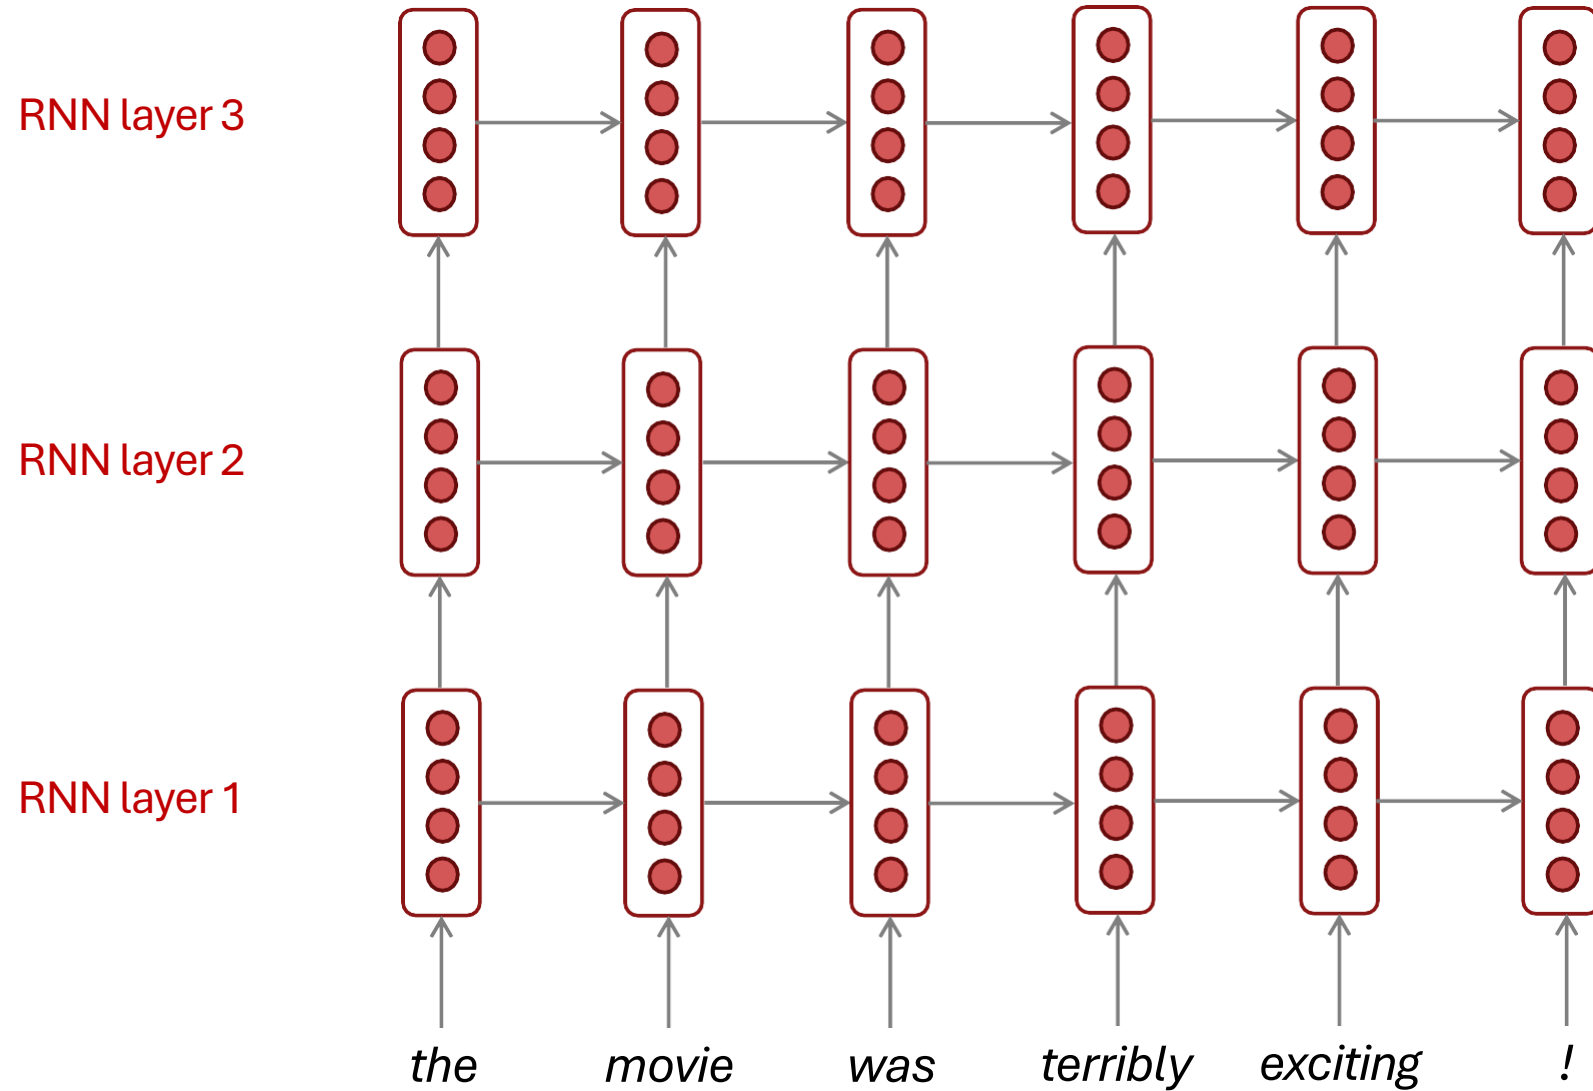 RNN layer 3
RNN layer 2
RNN layer 1
the movie was terribly exciting !